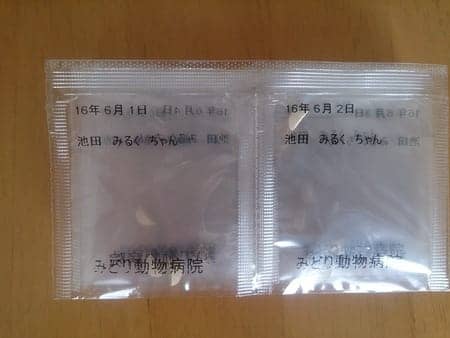 16年 6月 1日
池田 みるく ちゃん
みどり動物病院
16年 6月 2日
池田 みるく ちゃん
みどり動物病院